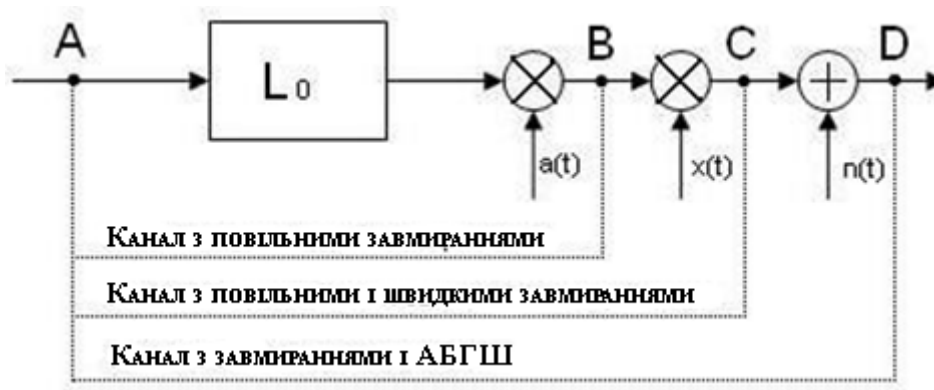 A
B
C
D
L0
a(t)
x(t)
n(t)
Канал з повільними завмираннями
Канал з повільними і швидкими завмираннями
Канал з завмираннями і АБГШ